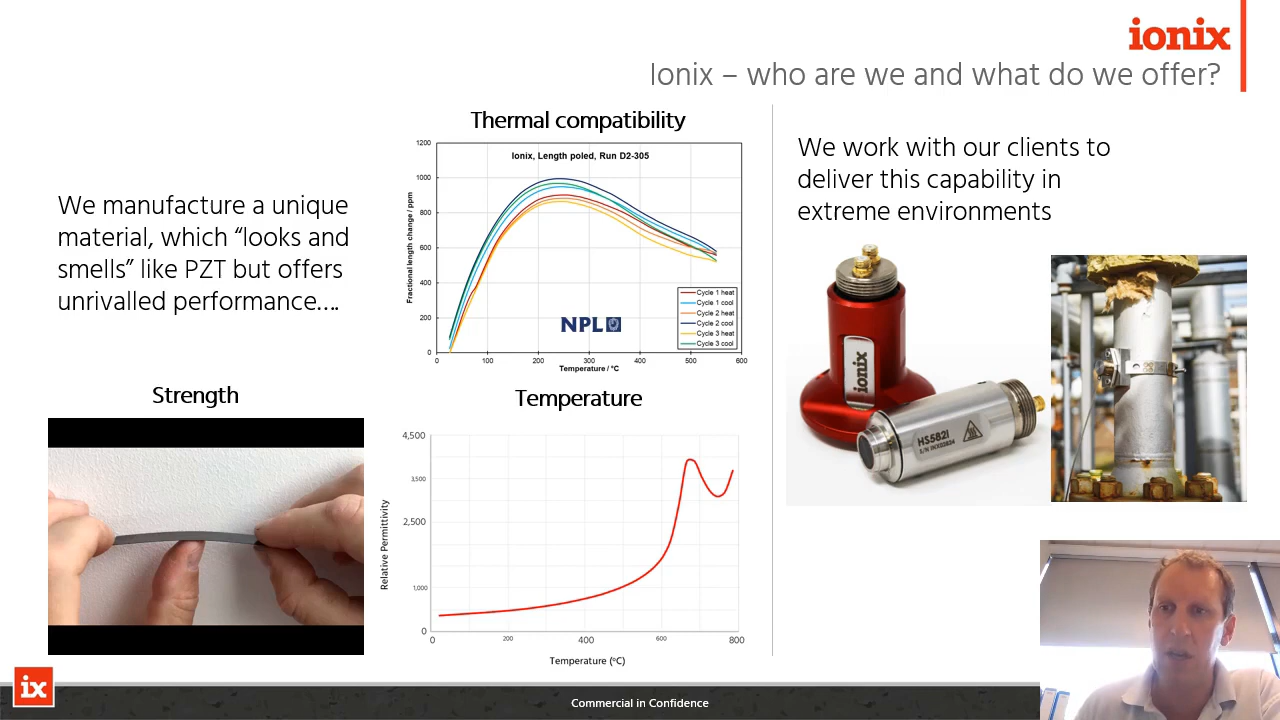 ionix
Ionix – who are we and what do we offer?
We manufacture a unique
material, which “looks and
smells” like PZT but offers
unrivalled performance….
Strength
Thermal compatibility
Ionix, Length poled, Run D2-305
Fractional length change / ppm
1200
1000
800
600
400
200
0
0 100 200 300 400 500 600
Temperature / °C
NPL
Cycle 1 heat
Cycle 1 cool
Cycle 2 heat
Cycle 2 cool
Cycle 3 heat
Cycle 3 cool
Temperature
Relative Permittivity
4,500
3,500
2,500
1,000
0
0 200 400 600 800
Temperature (°C)
We work with our clients to
deliver this capability in
extreme environments
ionix
HS582I
S/N INX02824
ix
Commercial in Confidence